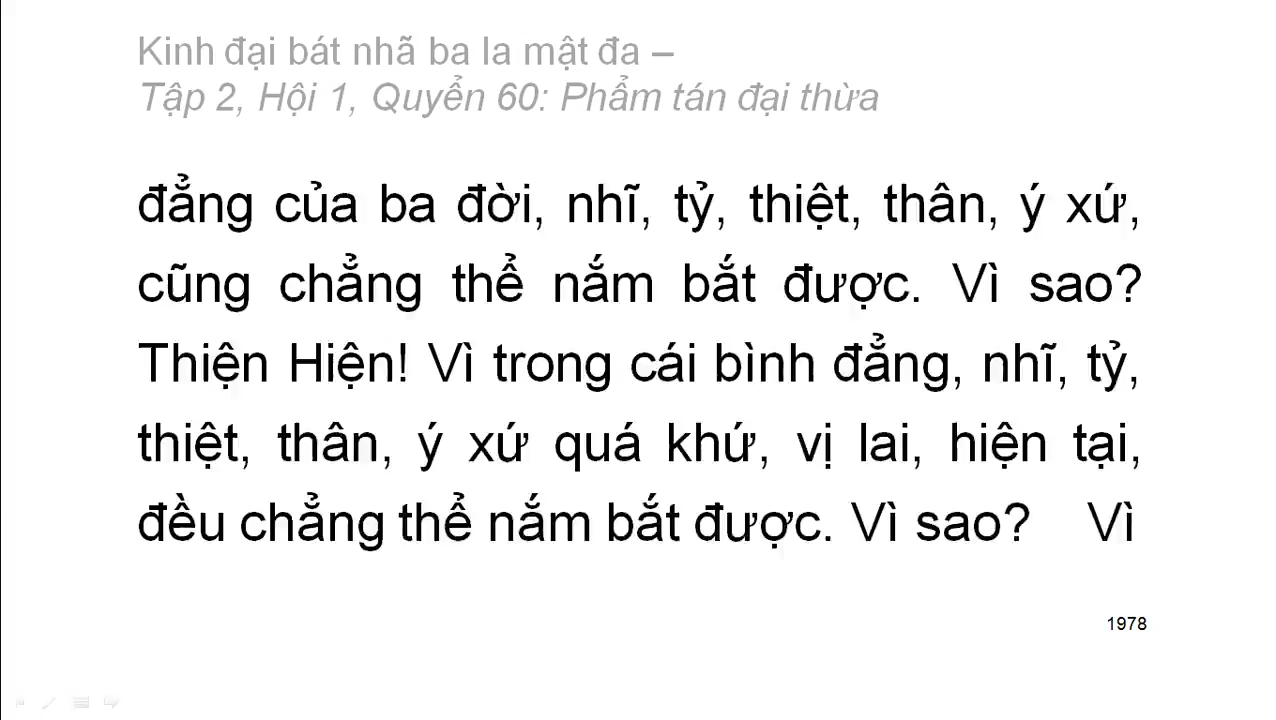 Kinh đại bát nhã ba la mật đa –
Tập 2, Hội 1, Quyển 60: Phẩm tán đại thừa
đẳng của ba đời, nhĩ, tỷ, thiệt, thân, ý xứ,
cũng chẳng thể nắm bắt được. Vì sao?
Thiện Hiện! Vì trong cái bình đẳng, nhĩ, tỷ,
thiệt, thân, ý xứ quá khứ, vị lai, hiện tại,
đều chẳng thể nắm bắt được. Vì sao? Vì
1978